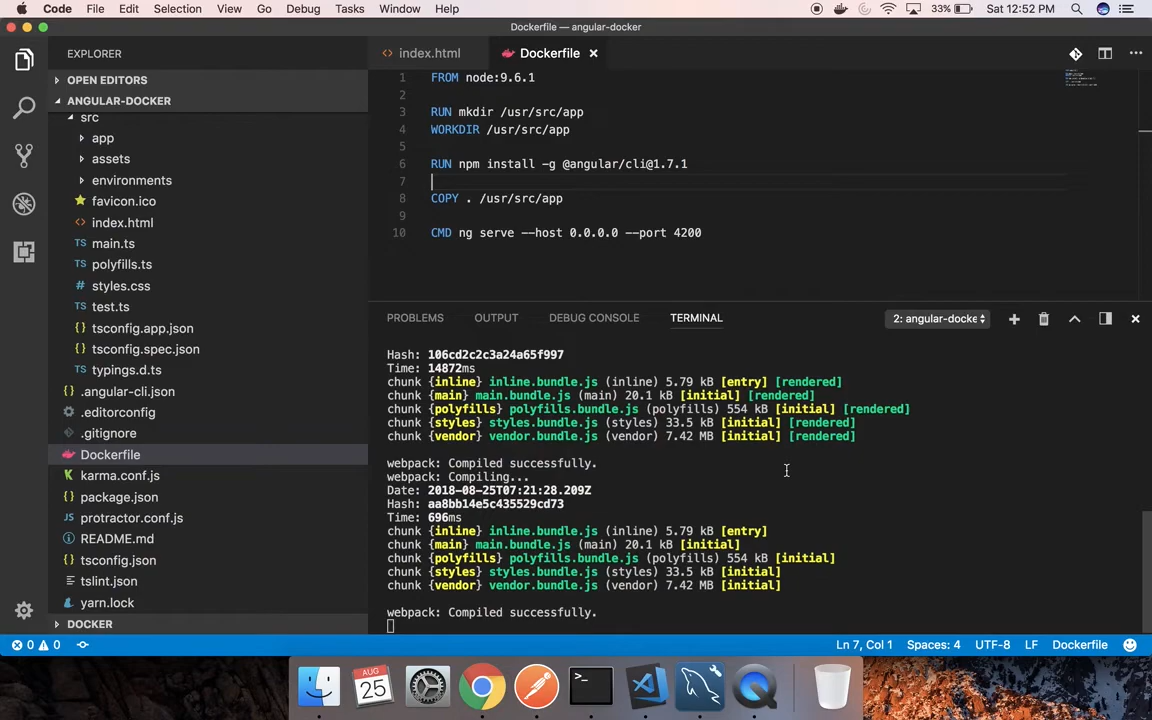 Code File Edit Selection View Go Debug Tasks Window Help 33% Sat 12:52 PM
Dockerfile — angular-docker
EXPLORER
OPEN EDITORS
ANGULAR-DOCKER
src
app
assets
environments
favicon.ico
<> index.html
TS main.ts
TS polyfills.ts
# styles.css
TS test.ts
{} tsconfig.app.json
{} tsconfig.spec.json
TS typings.d.ts
{} .angular-cli.json
.editorconfig
.gitignore
Dockerfile
K karma.conf.js
package.json
JS protractor.conf.js
README.md
{} tsconfig.json
tslint.json
yarn.lock
DOCKER
<> index.html Dockerfile ×
1 FROM node:9.6.1
2
3 RUN mkdir /usr/src/app
4 WORKDIR /usr/src/app
5
6 RUN npm install -g @angular/cli@1.7.1
7
8 COPY . /usr/src/app
9
10 CMD ng serve --host 0.0.0.0 --port 4200
PROBLEMS OUTPUT DEBUG CONSOLE TERMINAL 2: angular-docke
Hash: 106cd2c2c3a24a65f997
Time: 14872ms
chunk {inline} inline.bundle.js (inline) 5.79 kB [entry] [rendered]
chunk {main} main.bundle.js (main) 20.1 kB [initial] [rendered]
chunk {polyfills} polyfills.bundle.js (polyfills) 554 kB [initial] [rendered]
chunk {styles} styles.bundle.js (styles) 33.5 kB [initial] [rendered]
chunk {vendor} vendor.bundle.js (vendor) 7.42 MB [initial] [rendered]
webpack: Compiled successfully.
webpack: Compiling...
Date: 2018-08-25T07:21:28.209Z
Hash: aa8bb14e5c435529cd73
Time: 696ms
chunk {inline} inline.bundle.js (inline) 5.79 kB [entry]
chunk {main} main.bundle.js (main) 20.1 kB [initial]
chunk {polyfills} polyfills.bundle.js (polyfills) 554 kB [initial]
chunk {styles} styles.bundle.js (styles) 33.5 kB [initial]
chunk {vendor} vendor.bundle.js (vendor) 7.42 MB [initial]
webpack: Compiled successfully.
0 0 Ln 7, Col 1 Spaces: 4 UTF-8 LF Dockerfile
AUG
25